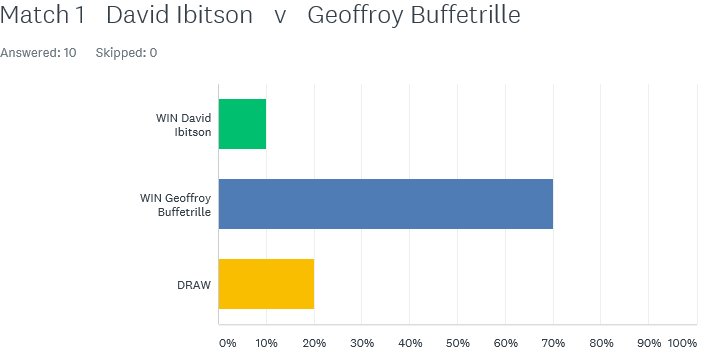 Match 1 David Ibitson v Geoffroy Buffetrille
Answered: 10 Skipped: 0
WIN David
Ibitson
WIN Geoffroy
Buffetrille
DRAW
0% 10% 20% 30% 40% 50% 60% 70% 80% 90% 100%